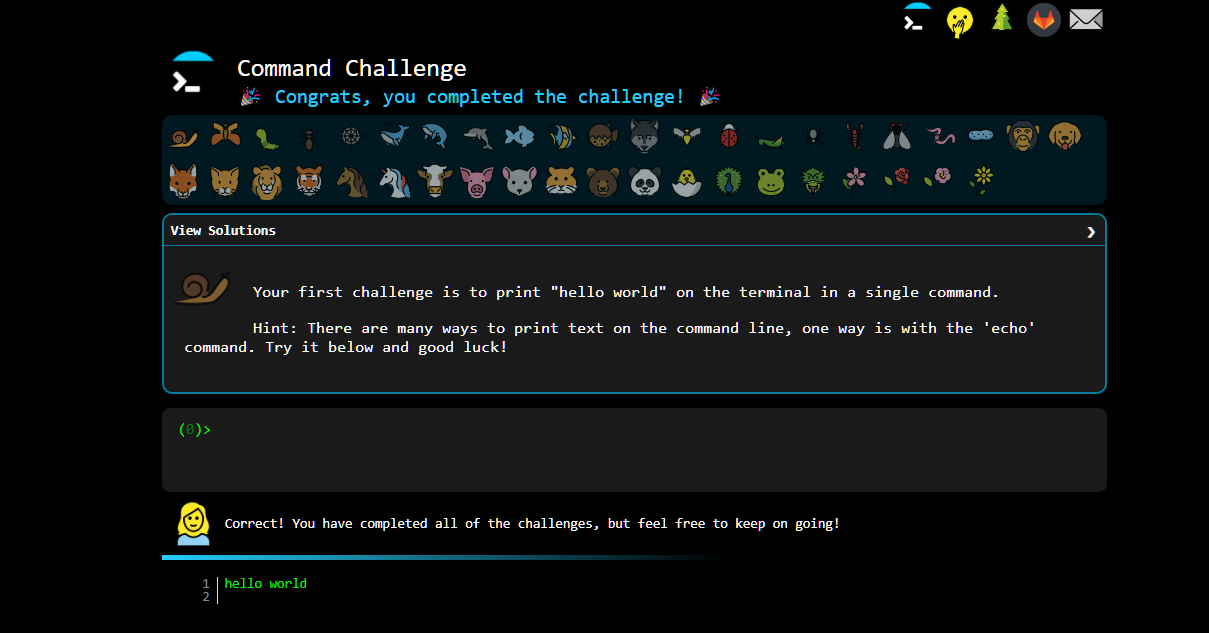 Command Challenge
Congrats, you completed the challenge!
View Solutions
Your first challenge is to print "hello world" on the terminal in a single command.
Hint: There are many ways to print text on the command line, one way is with the 'echo'
command. Try it below and good luck!
(0)>
Correct! You have completed all of the challenges, but feel free to keep on going!
1 hello world
2